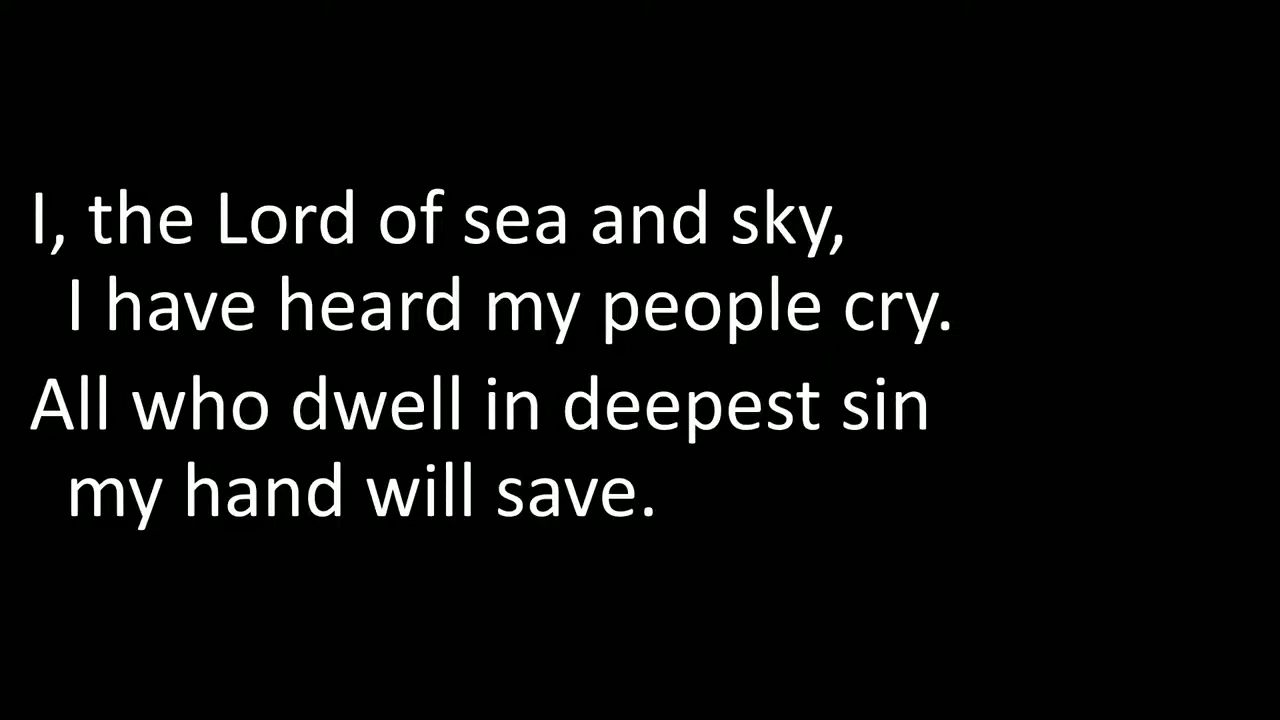 I, the Lord of sea and sky,
I have heard my people cry.
All who dwell in deepest sin
my hand will save.